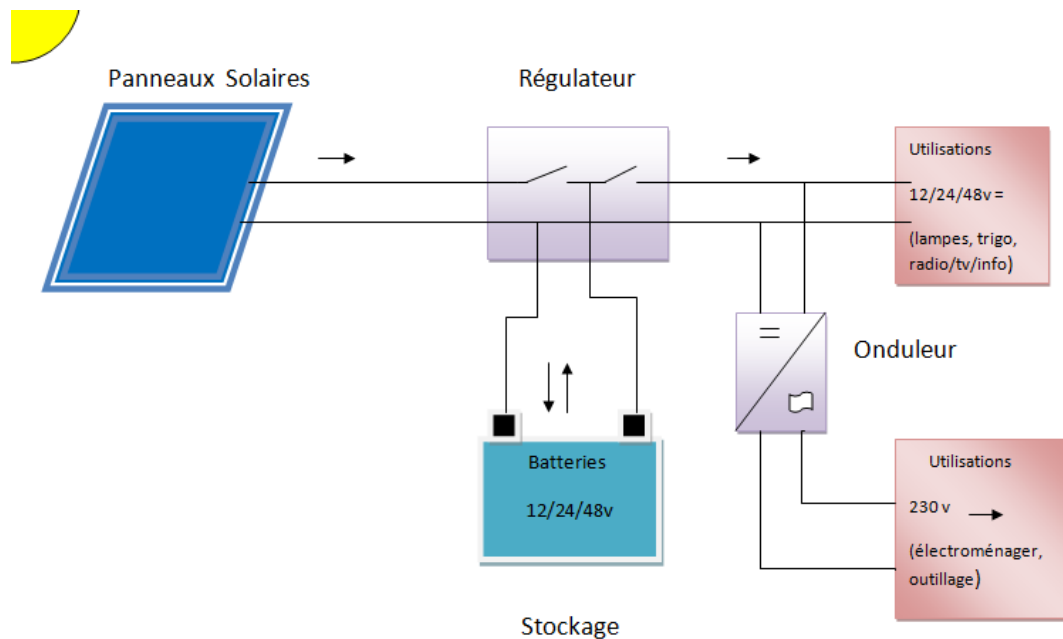 Panneaux Solaires
Régulateur
Utilisations
12/24/48v =
(lampes, trigo,
radio/tv/info)
Onduleur
Batteries
12/24/48v
Utilisations
230 v
(électroménager,
outillage)
Stockage